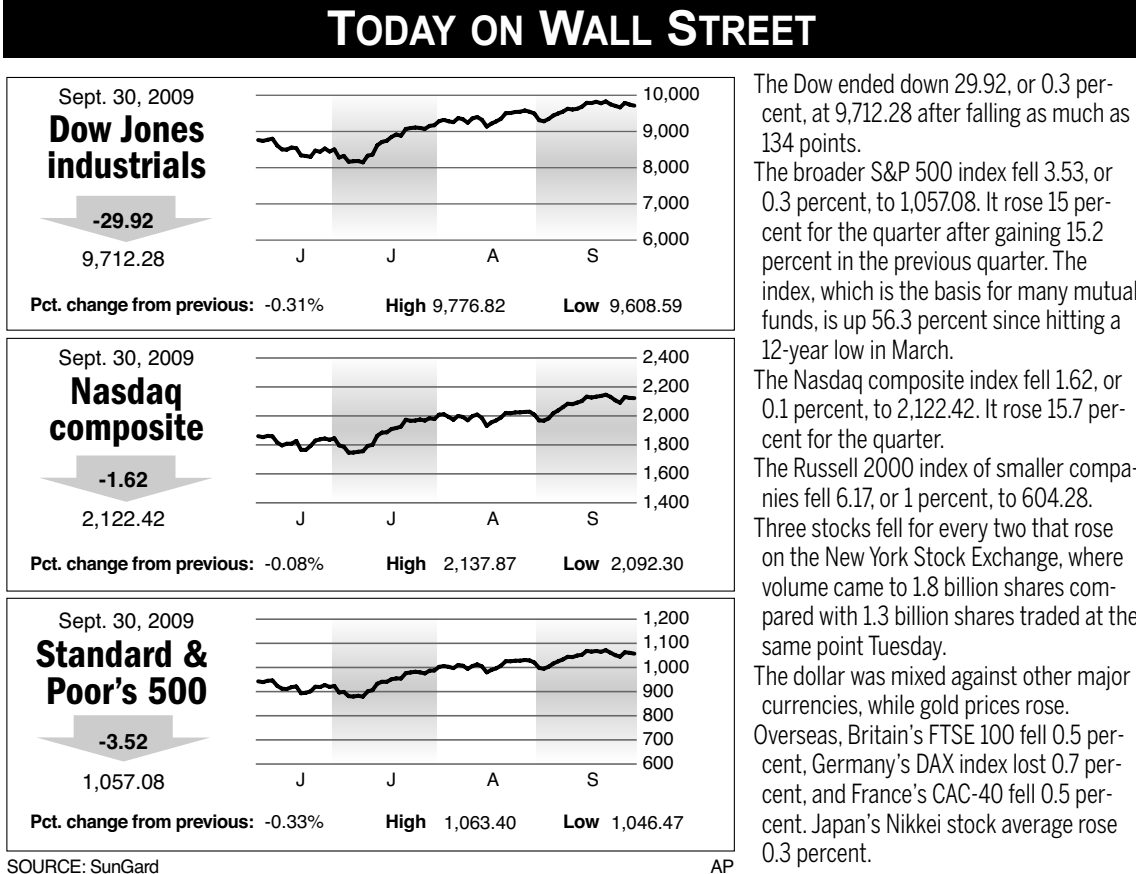 TODAY ON WALL STREET
Sept. 30, 2009
Dow Jones
industrials
-29.92
9,712.28
10,000
9,000
8,000
7,000
6,000
J J A S
Pct. change from previous: -0.31% High 9,776.82 Low 9,608.59
Sept. 30, 2009
Nasdaq
composite
-1.62
2,122.42
2,400
2,200
2,000
1,800
1,600
1,400
J J A S
Pct. change from previous: -0.08% High 2,137.87 Low 2,092.30
Sept. 30, 2009
Standard &
Poor's 500
-3.52
1,057.08
1,200
1,100
1,000
900
800
700
600
J J A S
Pct. change from previous: -0.33% High 1,063.40 Low 1,046.47
SOURCE: SunGard AP
The Dow ended down 29.92, or 0.3 per-
cent, at 9,712.28 after falling as much as
134 points.
The broader S&P 500 index fell 3.53, or
0.3 percent, to 1,057.08. It rose 15 per-
cent for the quarter after gaining 15.2
percent in the previous quarter. The
index, which is the basis for many mutual
funds, is up 56.3 percent since hitting a
12-year low in March.
The Nasdaq composite index fell 1.62, or
0.1 percent, to 2,122.42. It rose 15.7 per-
cent for the quarter.
The Russell 2000 index of smaller compa-
nies fell 6.17, or 1 percent, to 604.28.
Three stocks fell for every two that rose
on the New York Stock Exchange, where
volume came to 1.8 billion shares com-
pared with 1.3 billion shares traded at the
same point Tuesday.
The dollar was mixed against other major
currencies, while gold prices rose.
Overseas, Britain's FTSE 100 fell 0.5 per-
cent, Germany's DAX index lost 0.7 per-
cent, and France's CAC-40 fell 0.5 per-
cent. Japan's Nikkei stock average rose
0.3 percent.